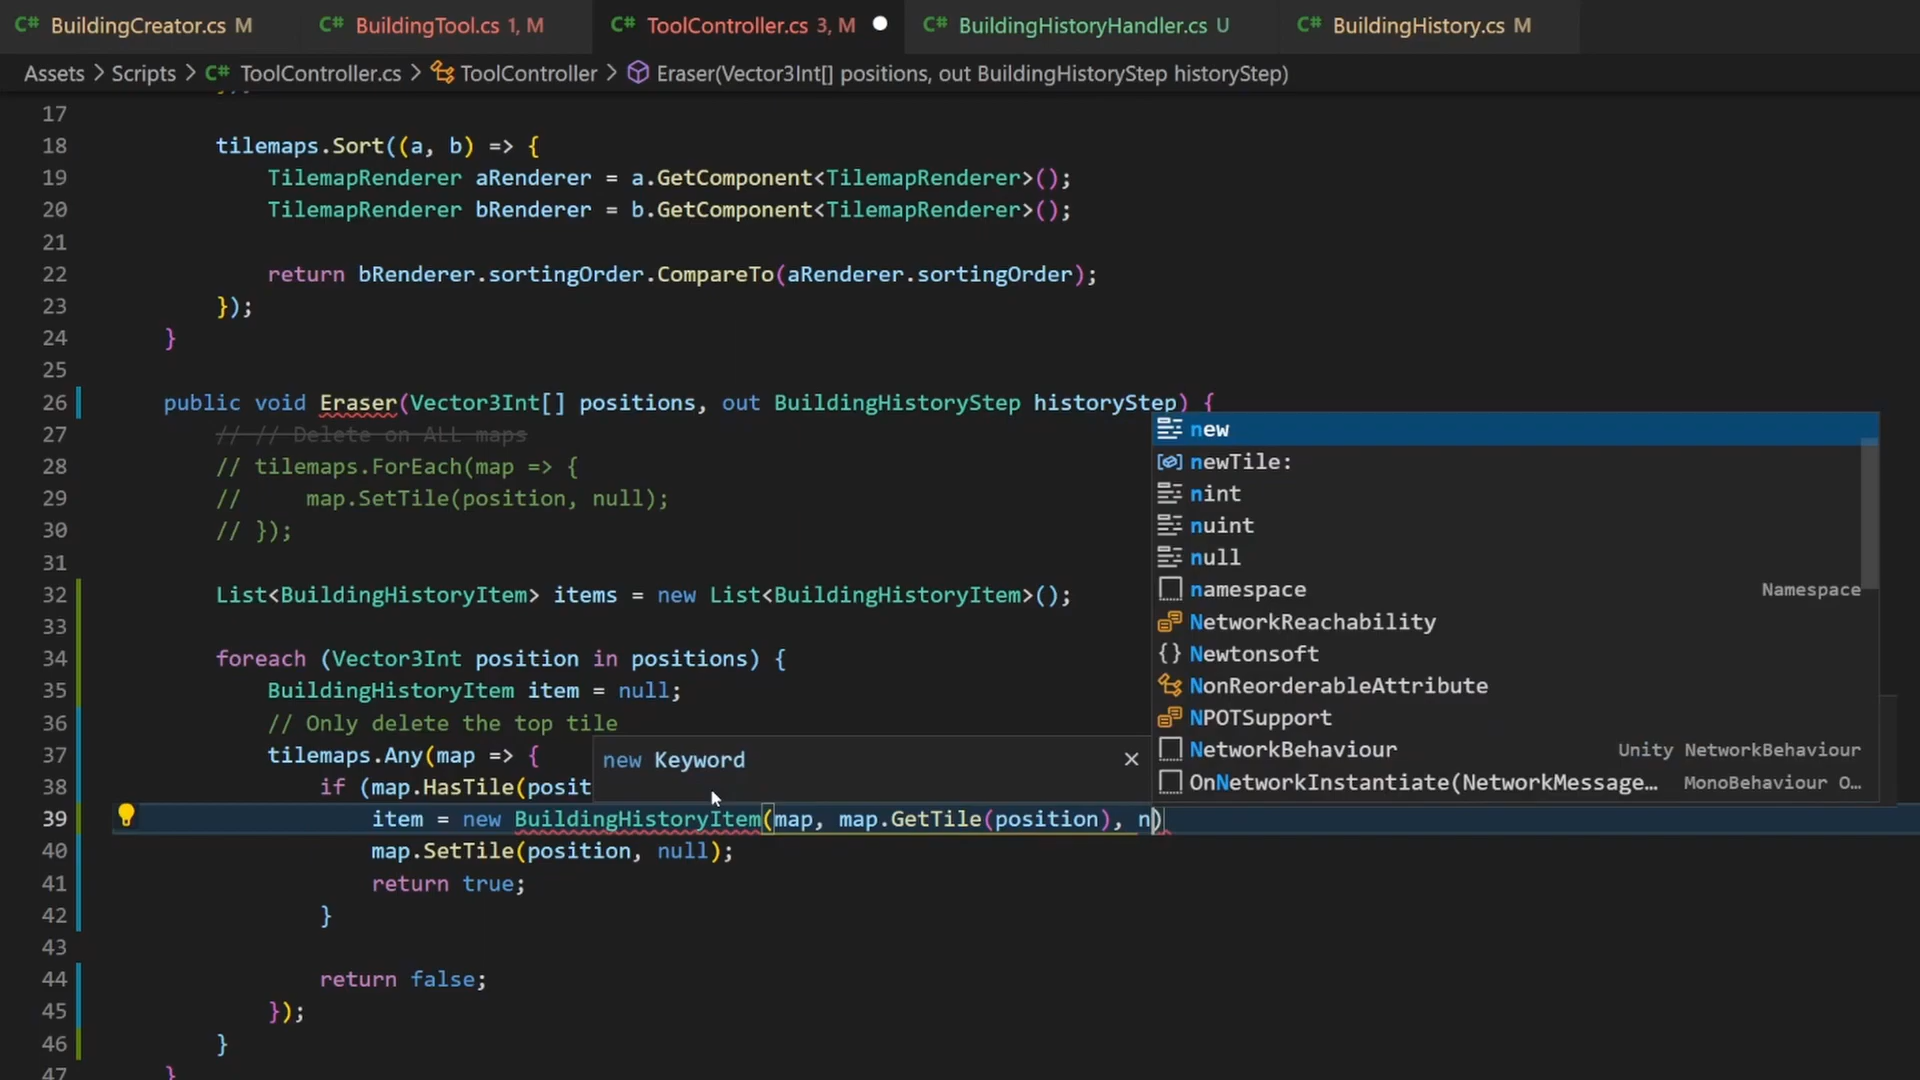 C# BuildingCreator.cs M C# BuildingTool.cs 1, M C# ToolController.cs 3, M C# BuildingHistoryHandler.cs U C# BuildingHistory.cs M
Assets > Scripts > C# ToolController.cs > ToolController > Eraser(Vector3Int[] positions, out BuildingHistoryStep historyStep)
17
18 tilemaps.Sort((a, b) => {
19 TilemapRenderer aRenderer = a.GetComponent<TilemapRenderer>();
20 TilemapRenderer bRenderer = b.GetComponent<TilemapRenderer>();
21
22 return bRenderer.sortingOrder.CompareTo(aRenderer.sortingOrder);
23 });
24 }
25
26 public void Eraser(Vector3Int[] positions, out BuildingHistoryStep historyStep) {
27 // // Delete on ALL maps
28 // tilemaps.ForEach(map => {
29 // map.SetTile(position, null);
30 // });
31
32 List<BuildingHistoryItem> items = new List<BuildingHistoryItem>();
33
34 foreach (Vector3Int position in positions) {
35 BuildingHistoryItem item = null;
36 // Only delete the top tile
37 tilemaps.Any(map => {
38 if (map.HasTile(posit
39 item = new BuildingHistoryItem(map, map.GetTile(position), n)
40 map.SetTile(position, null);
41 return true;
42 }
43
44 return false;
45 });
46 }
47 }
new
newTile:
nint
nuint
null
namespace Namespace
NetworkReachability
{} Newtonsoft
NonReorderableAttribute
NPOTSupport
NetworkBehaviour Unity NetworkBehaviour
OnNetworkInstantiate(NetworkMessage… MonoBehaviour O…
new Keyword